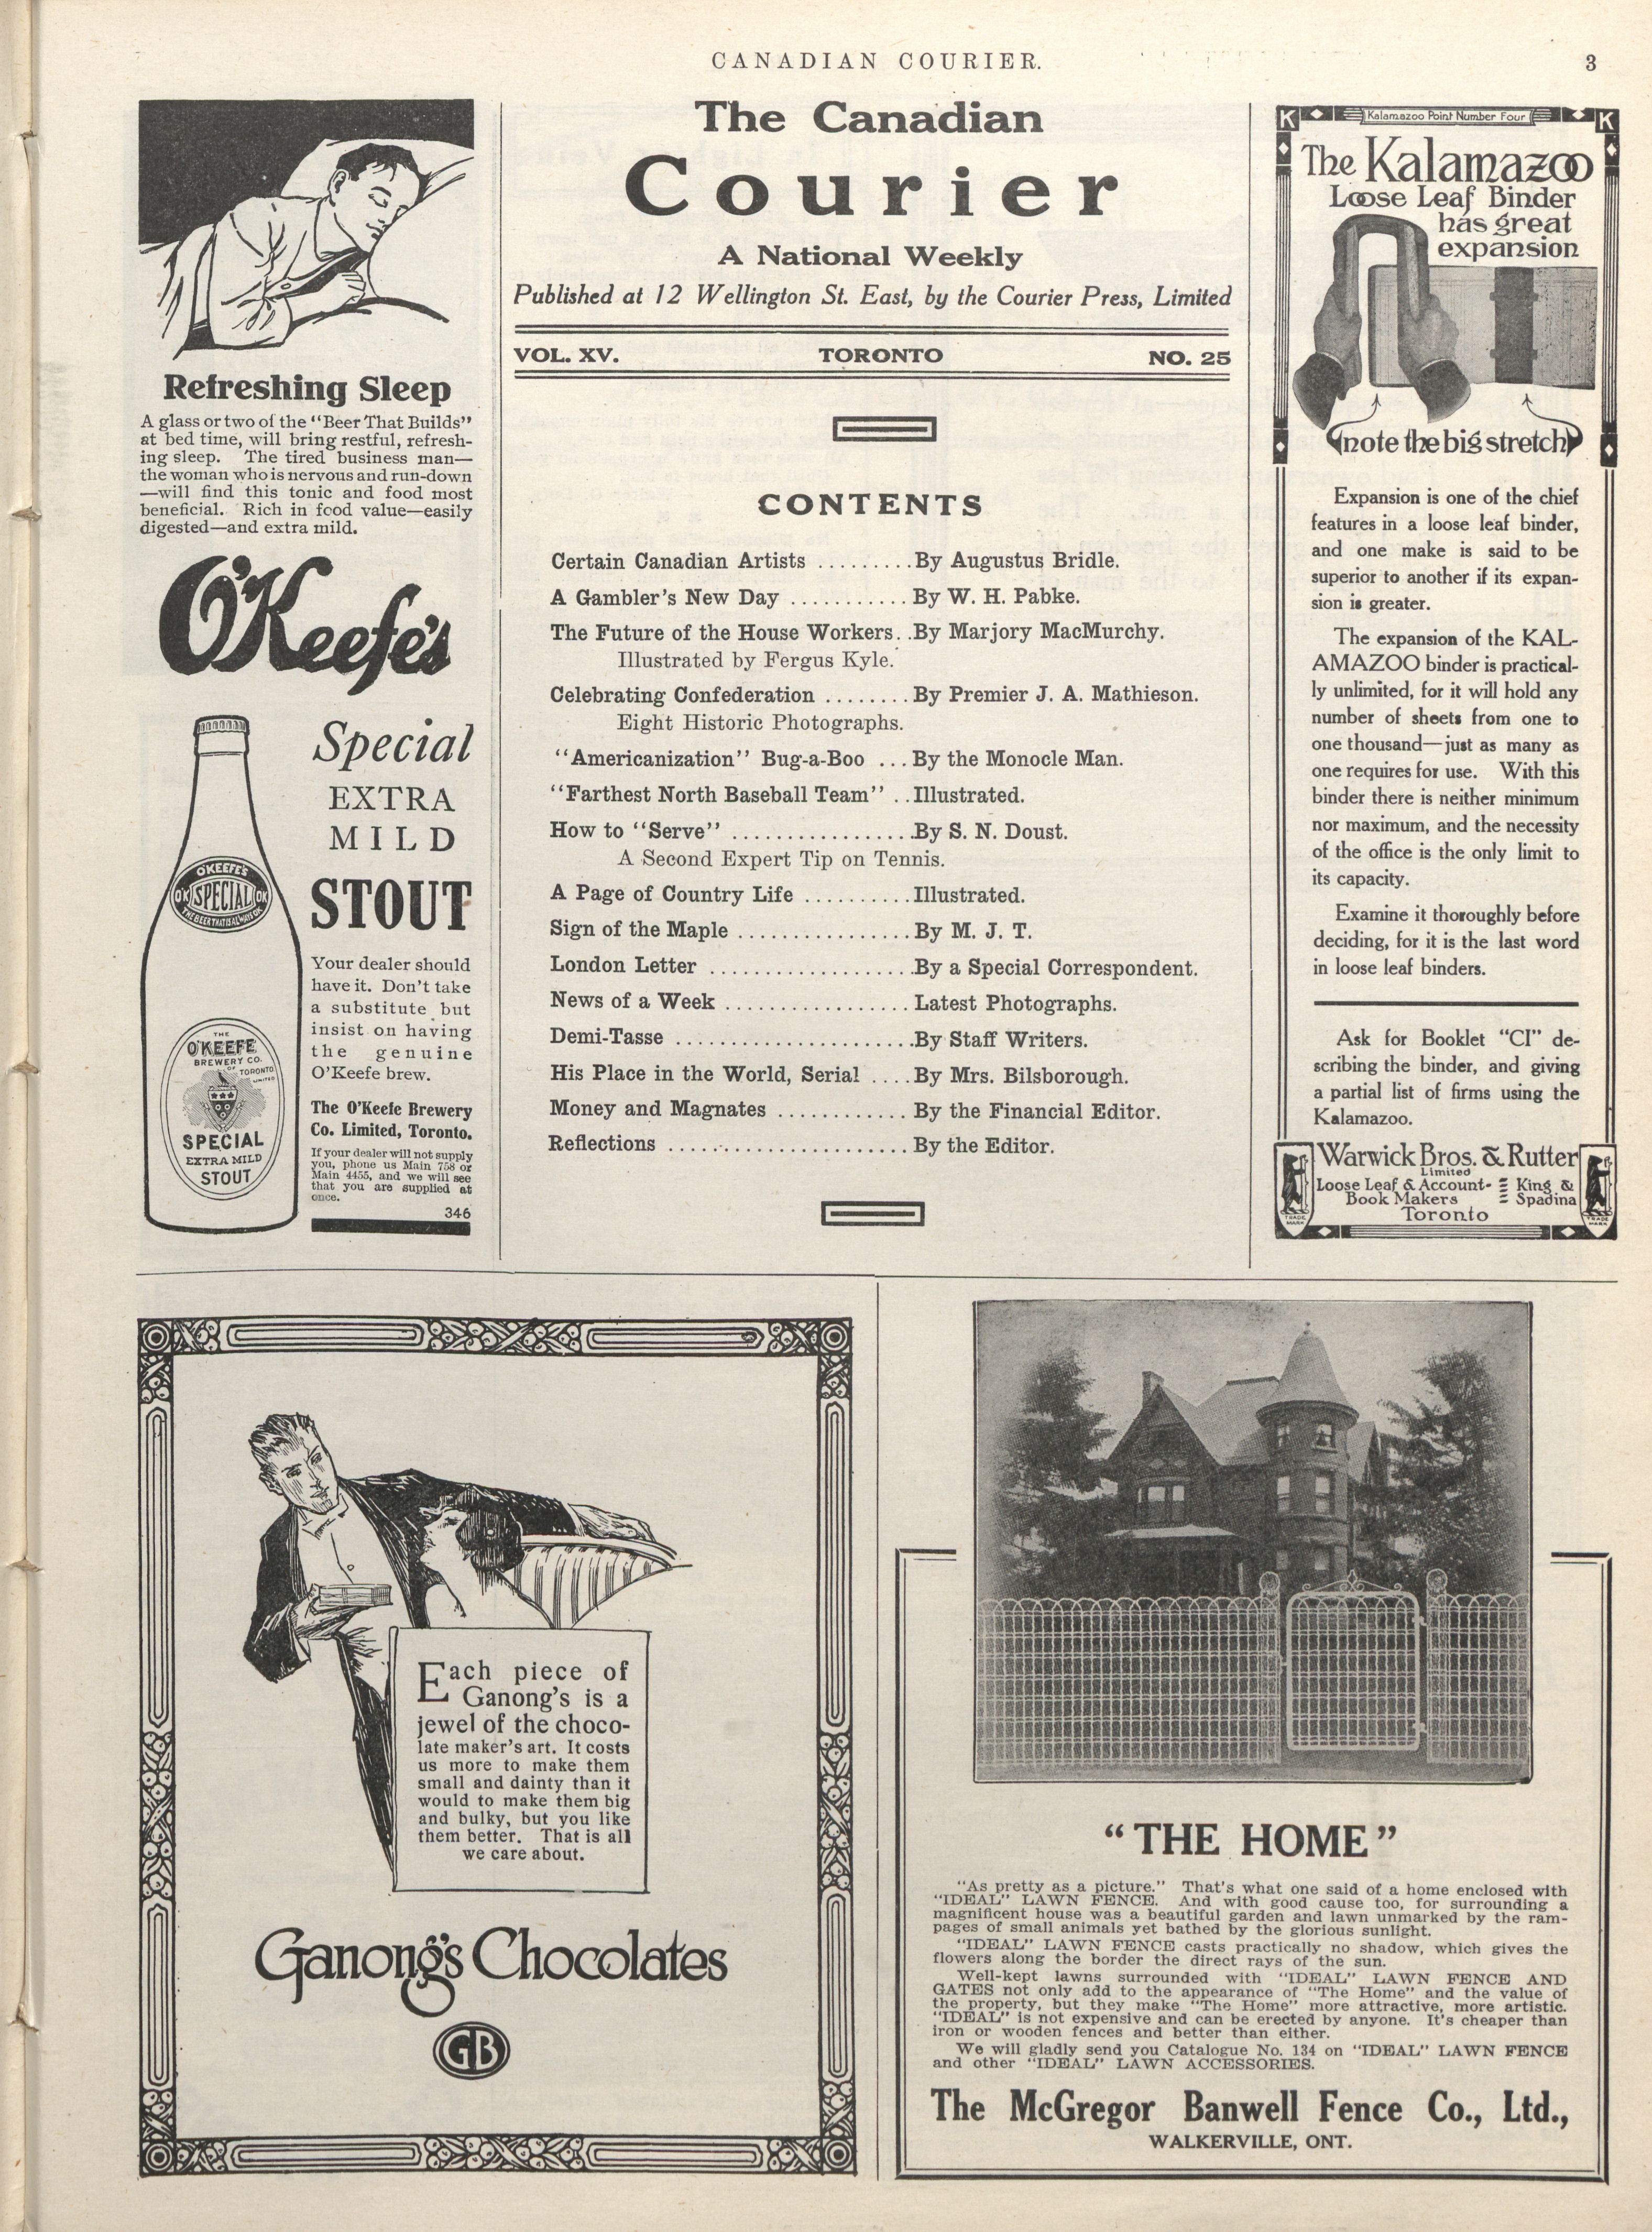 CANADIAN COURIER.
3
Refreshing Sleep
A glass or two of the "Beer That Builds"
at bed time, will bring restful, refresh-
ing sleep. The tired business man—
the woman who is nervous and run-down
—will find this tonic and food most
beneficial. Rich in food value—easily
digested—and extra mild.
O'Keefe's
Special
EXTRA
MILD
STOUT
O'KEEFE'S
OK SPECIAL OK
THE BEER THAT IS ALWAYS OK
THE
O'KEEFE
BREWERY CO.
OF TORONTO
LIMITED
SPECIAL
EXTRA MILD
STOUT
Your dealer should
have it. Don't take
a substitute but
insist on having
the genuine
O'Keefe brew.
The O'Keefe Brewery
Co. Limited, Toronto.
If your dealer will not supply
you, phone us Main 758 or
Main 4455, and we will see
that you are supplied at
once.
346
The Canadian
Courier
A National Weekly
Published at 12 Wellington St. East, by the Courier Press, Limited
VOL. XV. TORONTO NO. 25
CONTENTS
Certain Canadian Artists ......... By Augustus Bridle.
A Gambler's New Day ........... By W. H. Pabke.
The Future of the House Workers. .By Marjory MacMurchy.
Illustrated by Fergus Kyle.
Celebrating Confederation ........ By Premier J. A. Mathieson.
Eight Historic Photographs.
"Americanization" Bug-a-Boo ... By the Monocle Man.
"Farthest North Baseball Team" . . Illustrated.
How to "Serve" .................By S. N. Doust.
A Second Expert Tip on Tennis.
A Page of Country Life .......... Illustrated.
Sign of the Maple ................ By M. J. T.
London Letter ...................By a Special Correspondent.
News of a Week ................. Latest Photographs.
Demi-Tasse ......................By Staff Writers.
His Place in the World, Serial .... By Mrs. Bilsborough.
Money and Magnates ............ By the Financial Editor.
Reflections ...................... By the Editor.
K Kalamazoo Point Number Four K
The Kalamazoo
Loose Leaf Binder
has great
expansion
note the big stretch
Expansion is one of the chief
features in a loose leaf binder,
and one make is said to be
superior to another if its expan-
sion is greater.
The expansion of the KAL-
AMAZOO binder is practical-
ly unlimited, for it will hold any
number of sheets from one to
one thousand—just as many as
one requires for use. With this
binder there is neither minimum
nor maximum, and the necessity
of the office is the only limit to
its capacity.
Examine it thoroughly before
deciding, for it is the last word
in loose leaf binders.
Ask for Booklet "CI" de-
scribing the binder, and giving
a partial list of firms using the
Kalamazoo.
Warwick Bros. & Rutter
Limited
Loose Leaf & Account- King &
Book Makers Spadina
Toronto
TRADE MARK
TRADE MARK
Each piece of
Ganong's is a
jewel of the choco-
late maker's art. It costs
us more to make them
small and dainty than it
would to make them big
and bulky, but you like
them better. That is all
we care about.
Ganong's Chocolates
GB
"THE HOME"
"As pretty as a picture." That's what one said of a home enclosed with
"IDEAL" LAWN FENCE. And with good cause too, for surrounding a
magnificent house was a beautiful garden and lawn unmarked by the ram-
pages of small animals yet bathed by the glorious sunlight.
"IDEAL" LAWN FENCE casts practically no shadow, which gives the
flowers along the border the direct rays of the sun.
Well-kept lawns surrounded with "IDEAL" LAWN FENCE AND
GATES not only add to the appearance of "The Home" and the value of
the property, but they make "The Home" more attractive, more artistic.
"IDEAL" is not expensive and can be erected by anyone. It's cheaper than
iron or wooden fences and better than either.
We will gladly send you Catalogue No. 134 on "IDEAL" LAWN FENCE
and other "IDEAL" LAWN ACCESSORIES.
The McGregor Banwell Fence Co., Ltd.,
WALKERVILLE, ONT.